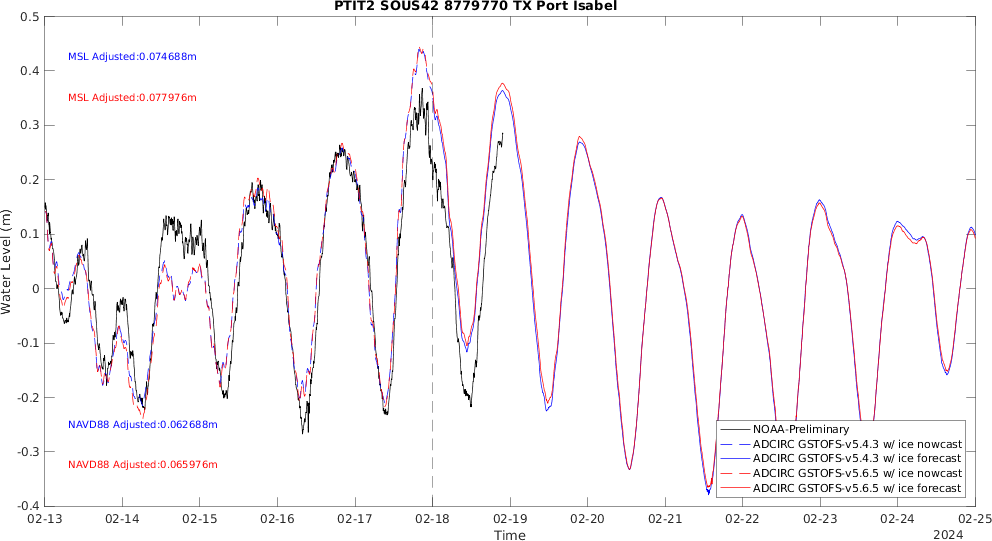 PTIT2 SOUS42 8779770 TX Port Isabel
Water Level (m)
0.5
0.4
0.3
0.2
0.1
0
-0.1
-0.2
-0.3
-0.4
MSL Adjusted:0.074688m
MSL Adjusted:0.077976m
NAVD88 Adjusted:0.062688m
NAVD88 Adjusted:0.065976m
NOAA-Preliminary
ADCIRC GSTOFS-v5.4.3 w/ ice nowcast
ADCIRC GSTOFS-v5.4.3 w/ ice forecast
ADCIRC GSTOFS-v5.6.5 w/ ice nowcast
ADCIRC GSTOFS-v5.6.5 w/ ice forecast
02-13 02-14 02-15 02-16 02-17 02-18 02-19 02-20 02-21 02-22 02-23 02-24 02-25
Time
2024